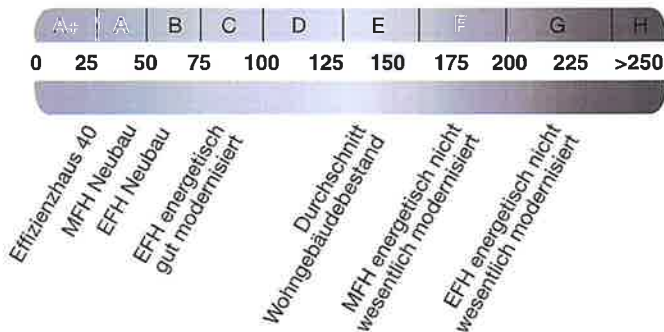 A+ A B C D E F G H
0 25 50 75 100 125 150 175 200 225 >250
Effizienzhaus 40
MFH Neubau
EFH Neubau
EFH energetisch
gut modernisiert
Durchschnitt
Wohngebäudebestand
MFH energetisch nicht
wesentlich modernisiert
EFH energetisch nicht
wesentlich modernisiert